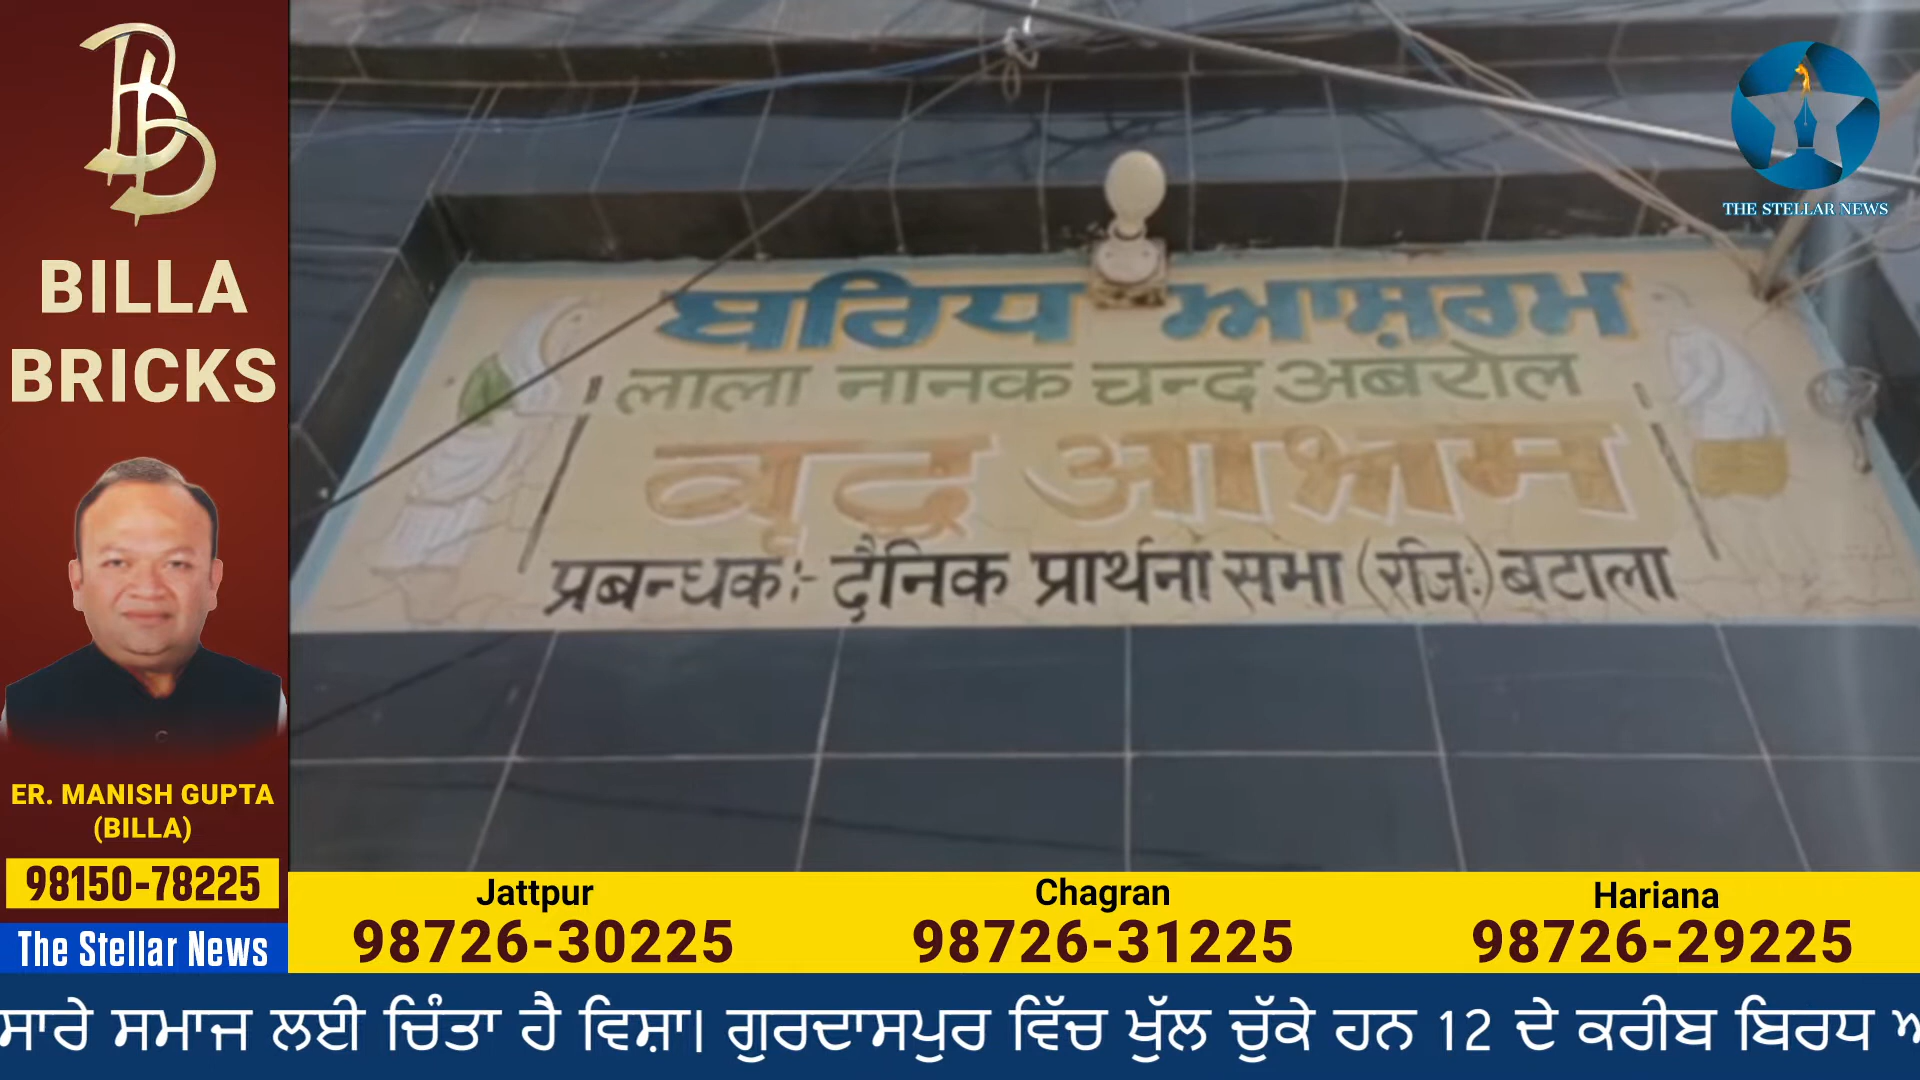 BILLA
BRICKS
ER. MANISH GUPTA
(BILLA)
98150-78225
The Stellar News
THE STELLAR NEWS
ਬਰਿਧ ਆਸ਼ਰਮ
लाला नानक चन्द अबरोल
वृद्ध आश्रम
प्रबन्धक:- दैनिक प्रार्थना सभा (रजि:) बटाला
Jattpur
98726-30225
Chagran
98726-31225
Hariana
98726-29225
ਸਾਰੇ ਸਮਾਜ ਲਈ ਚਿੰਤਾ ਹੈ ਵਿਸ਼ਾ। ਗੁਰਦਾਸਪੁਰ ਵਿੱਚ ਖੁੱਲ ਚੁੱਕੇ ਹਨ 12 ਦੇ ਕਰੀਬ ਬਿਰਧ